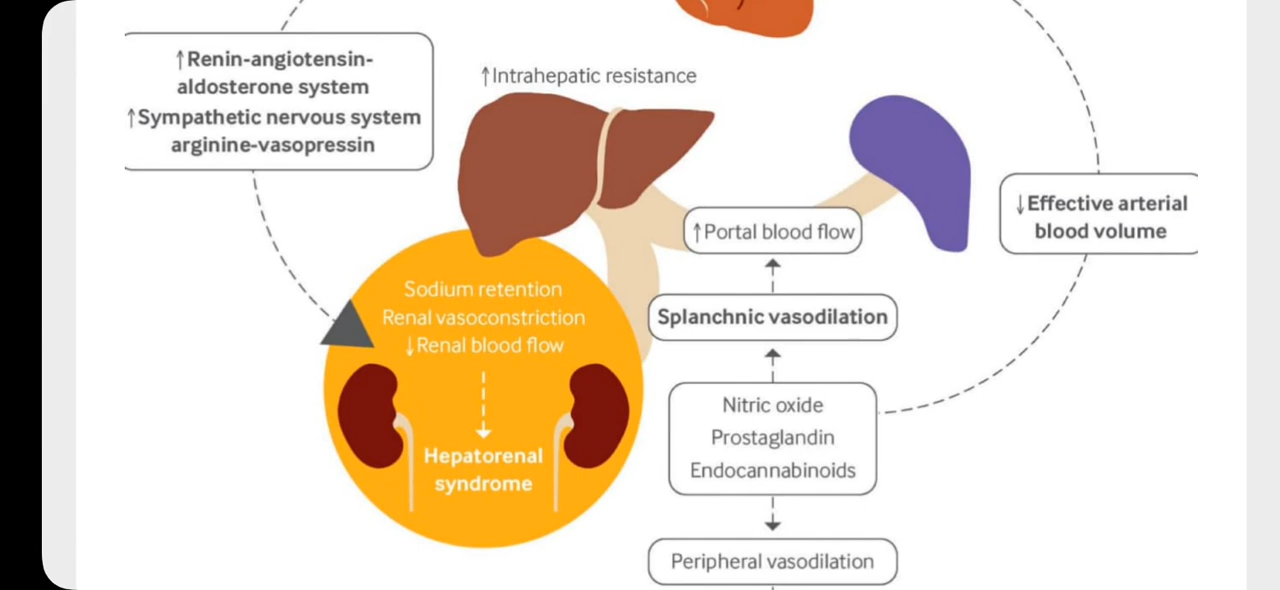 ↑Renin-angiotensin-
aldosterone system
↑Sympathetic nervous system
arginine-vasopressin
↑Intrahepatic resistance
↓Effective arterial
blood volume
↑Portal blood flow
Splanchnic vasodilation
Nitric oxide
Prostaglandin
Endocannabinoids
Peripheral vasodilation
Sodium retention
Renal vasoconstriction
↓Renal blood flow
Hepatorenal
syndrome